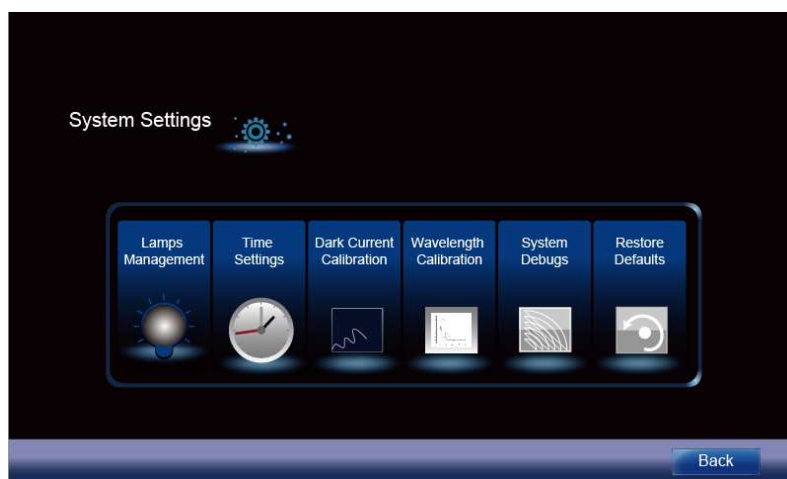 System Settings
Lamps
Management
Time
Settings
Dark Current
Calibration
Wavelength
Calibration
System
Debugs
Restore
Defaults
Back